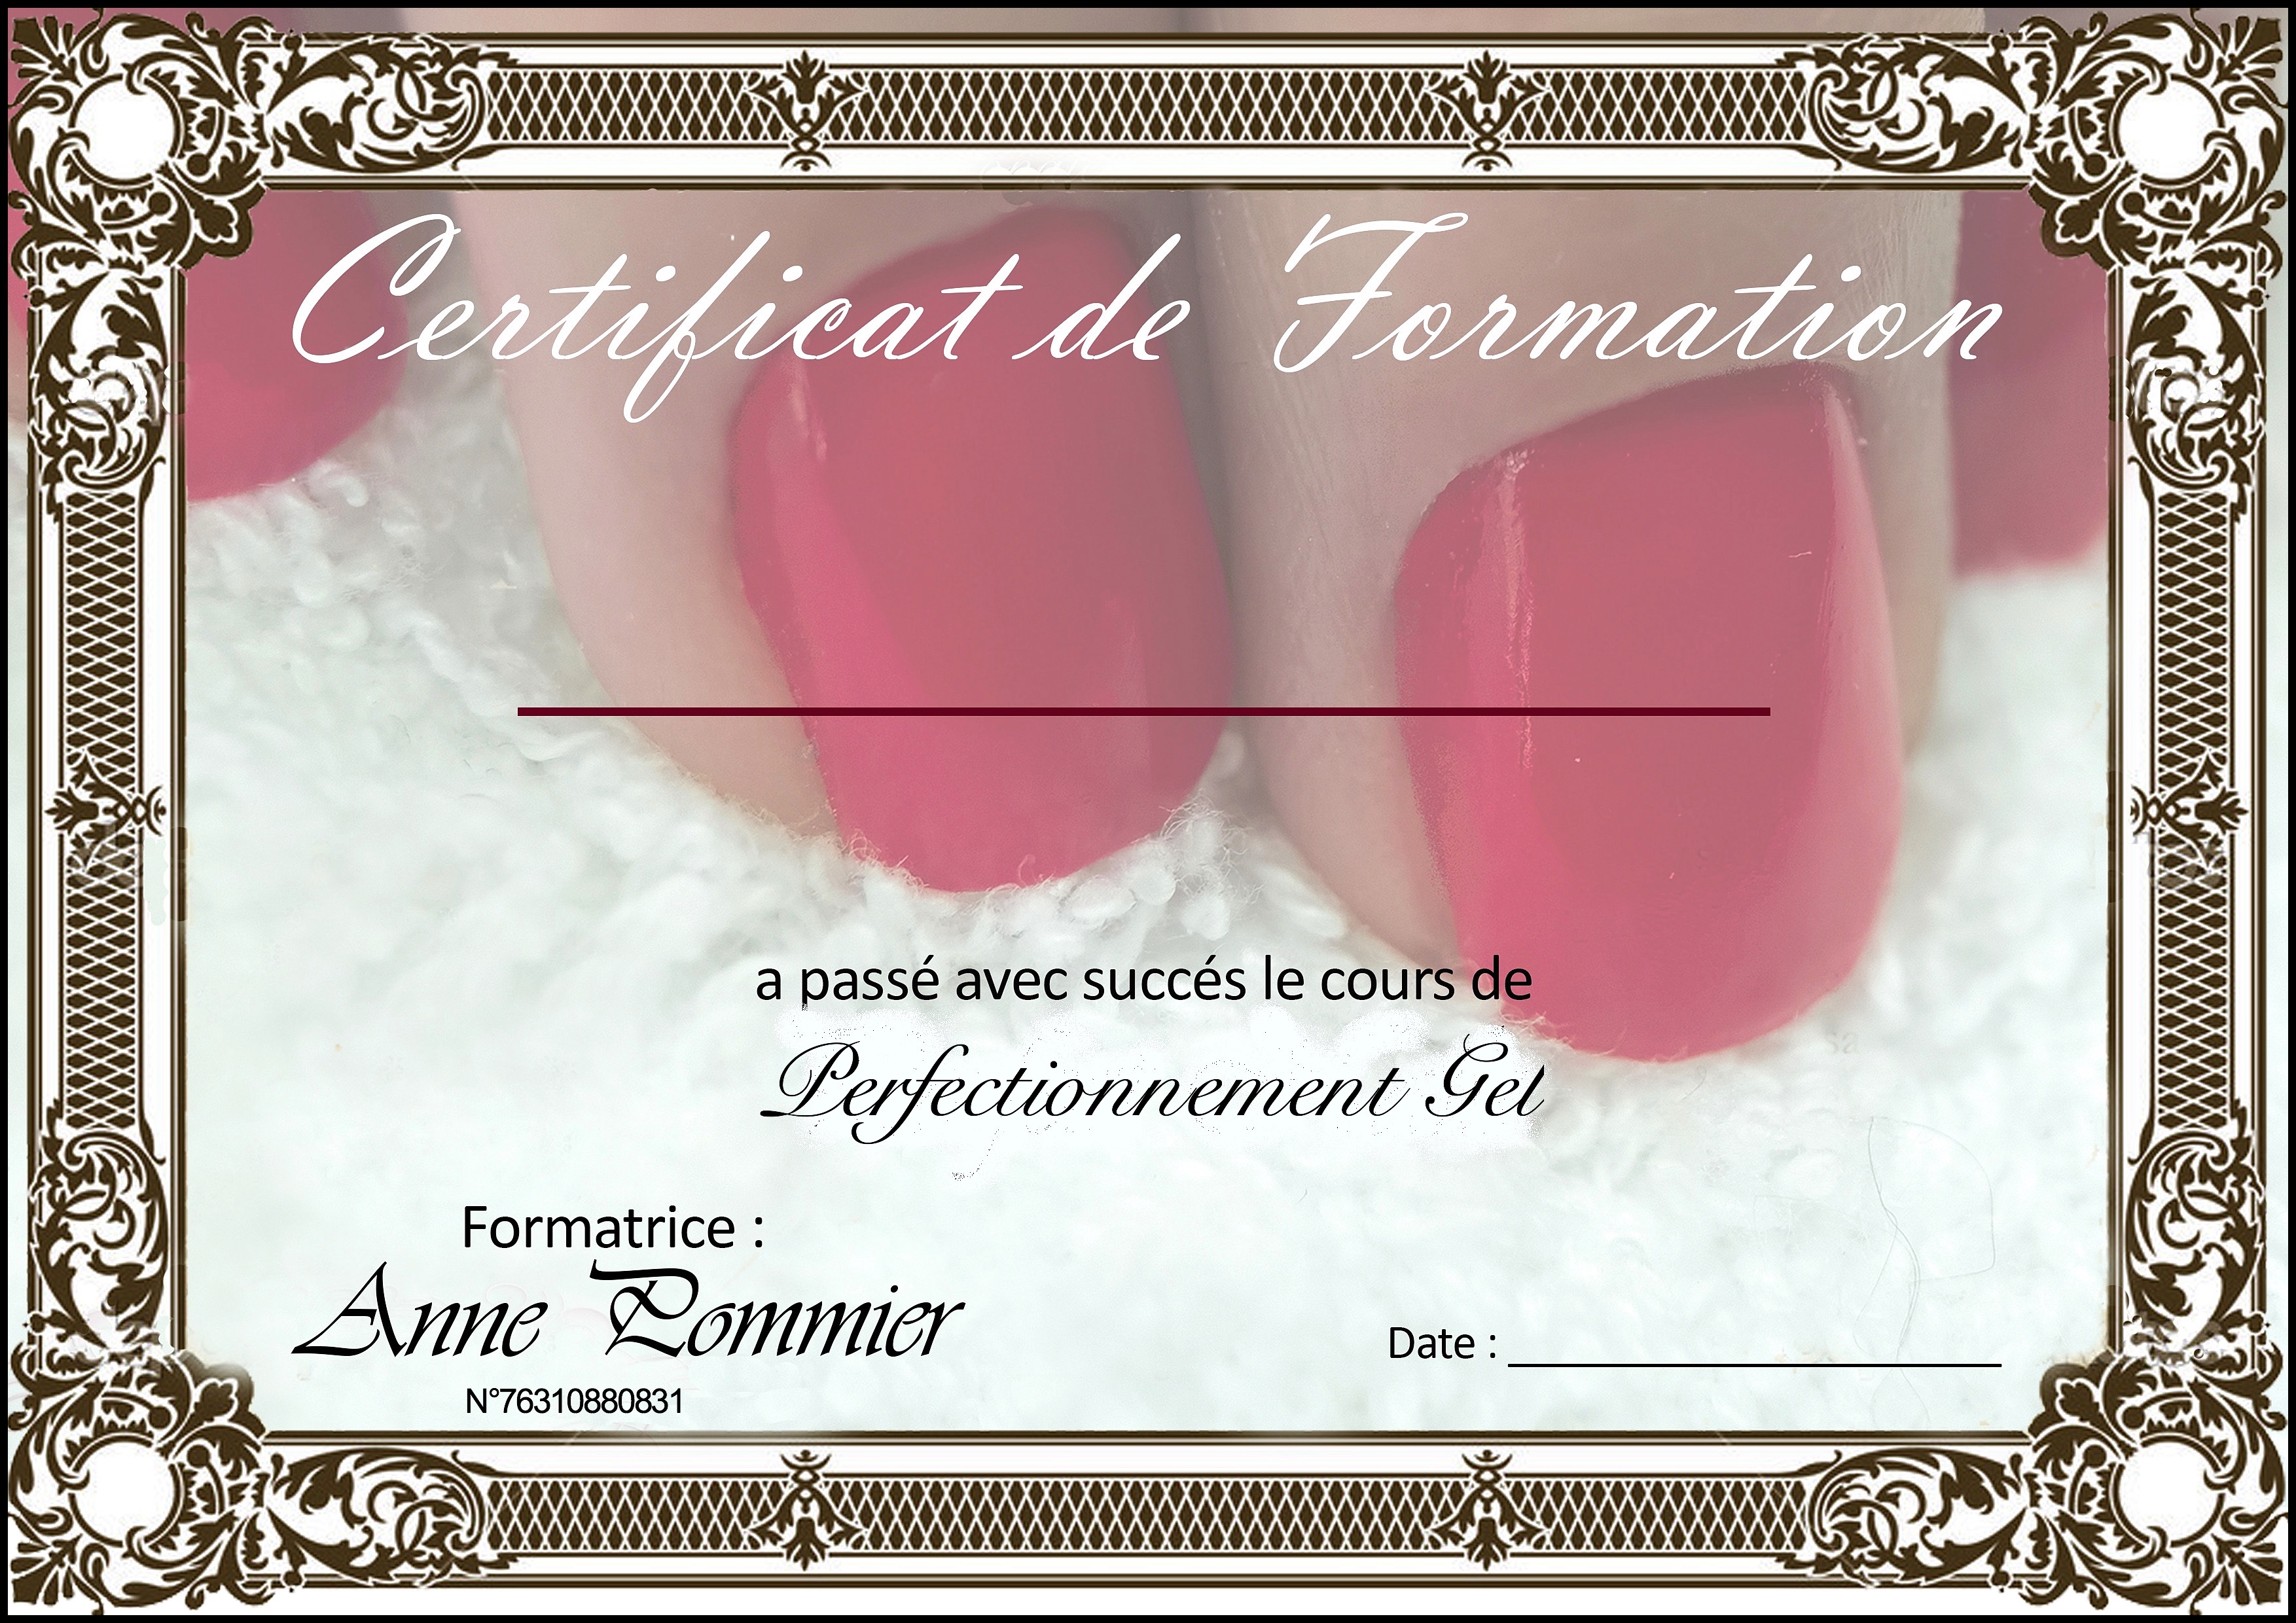 Certificat de Formation
a passé avec succés le cours de
Perfectionnement Gel
Formatrice :
Anne Pommier
Date :
N°76310880831